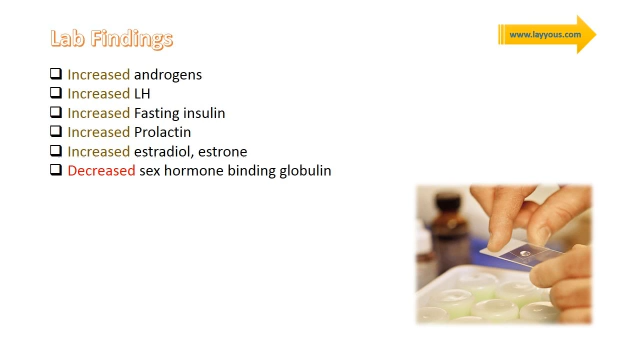 Lab Findings
www.layyous.com
❑ Increased androgens
❑ Increased LH
❑ Increased Fasting insulin
❑ Increased Prolactin
❑ Increased estradiol, estrone
❑ Decreased sex hormone binding globulin